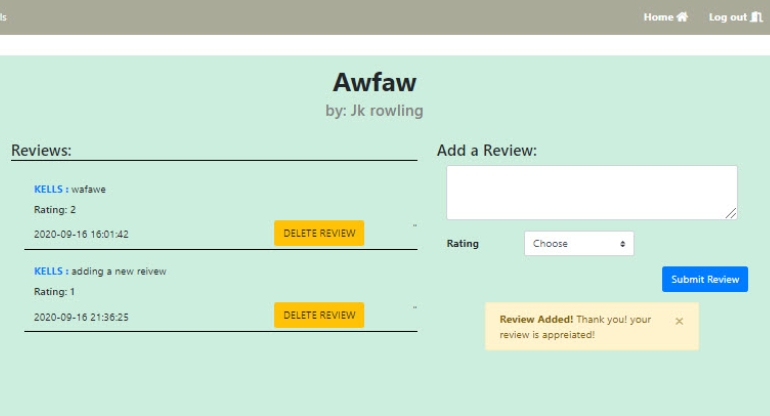 Home
Log out
Awfaw
by: Jk rowling
Reviews:
KELLS : wafawe
Rating: 2
2020-09-16 16:01:42
DELETE REVIEW
KELLS : adding a new reivew
Rating: 1
2020-09-16 21:36:25
DELETE REVIEW
Add a Review:
Rating
Choose
Submit Review
Review Added! Thank you! your ×
review is appreiated!